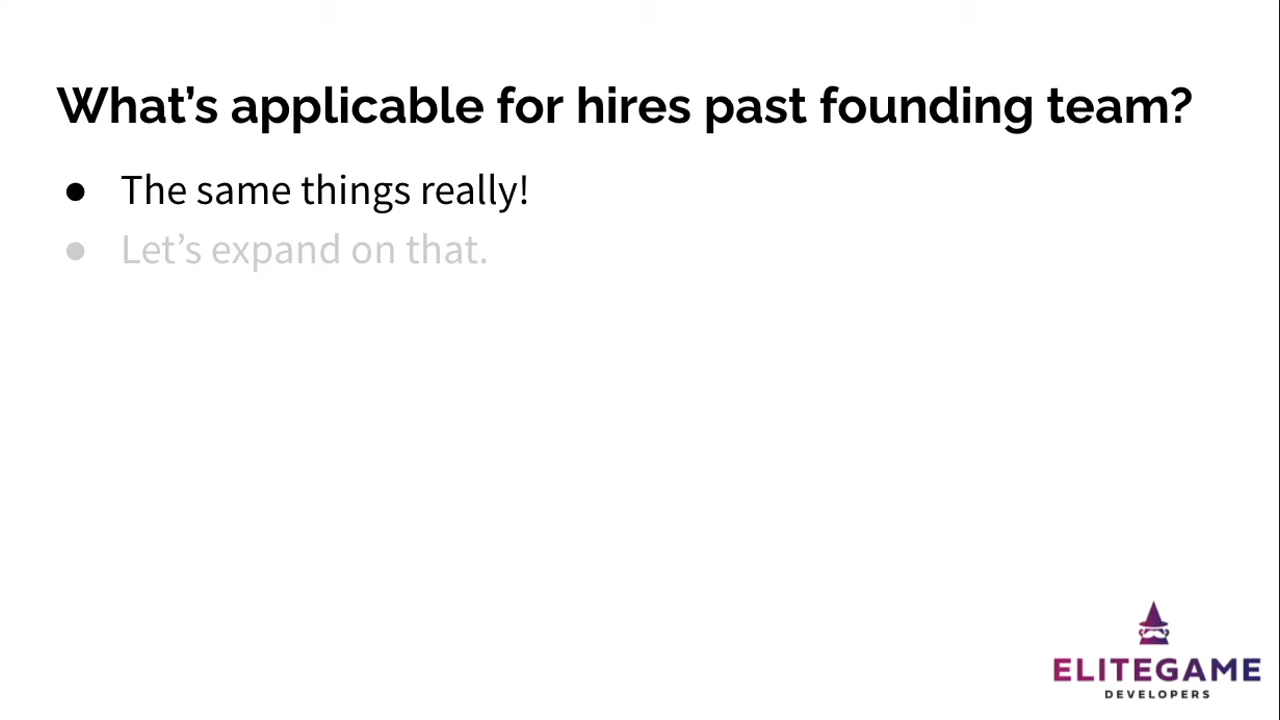 What’s applicable for hires past founding team?
● The same things really!
● Let’s expand on that.
ELITEGAME
DEVELOPERS